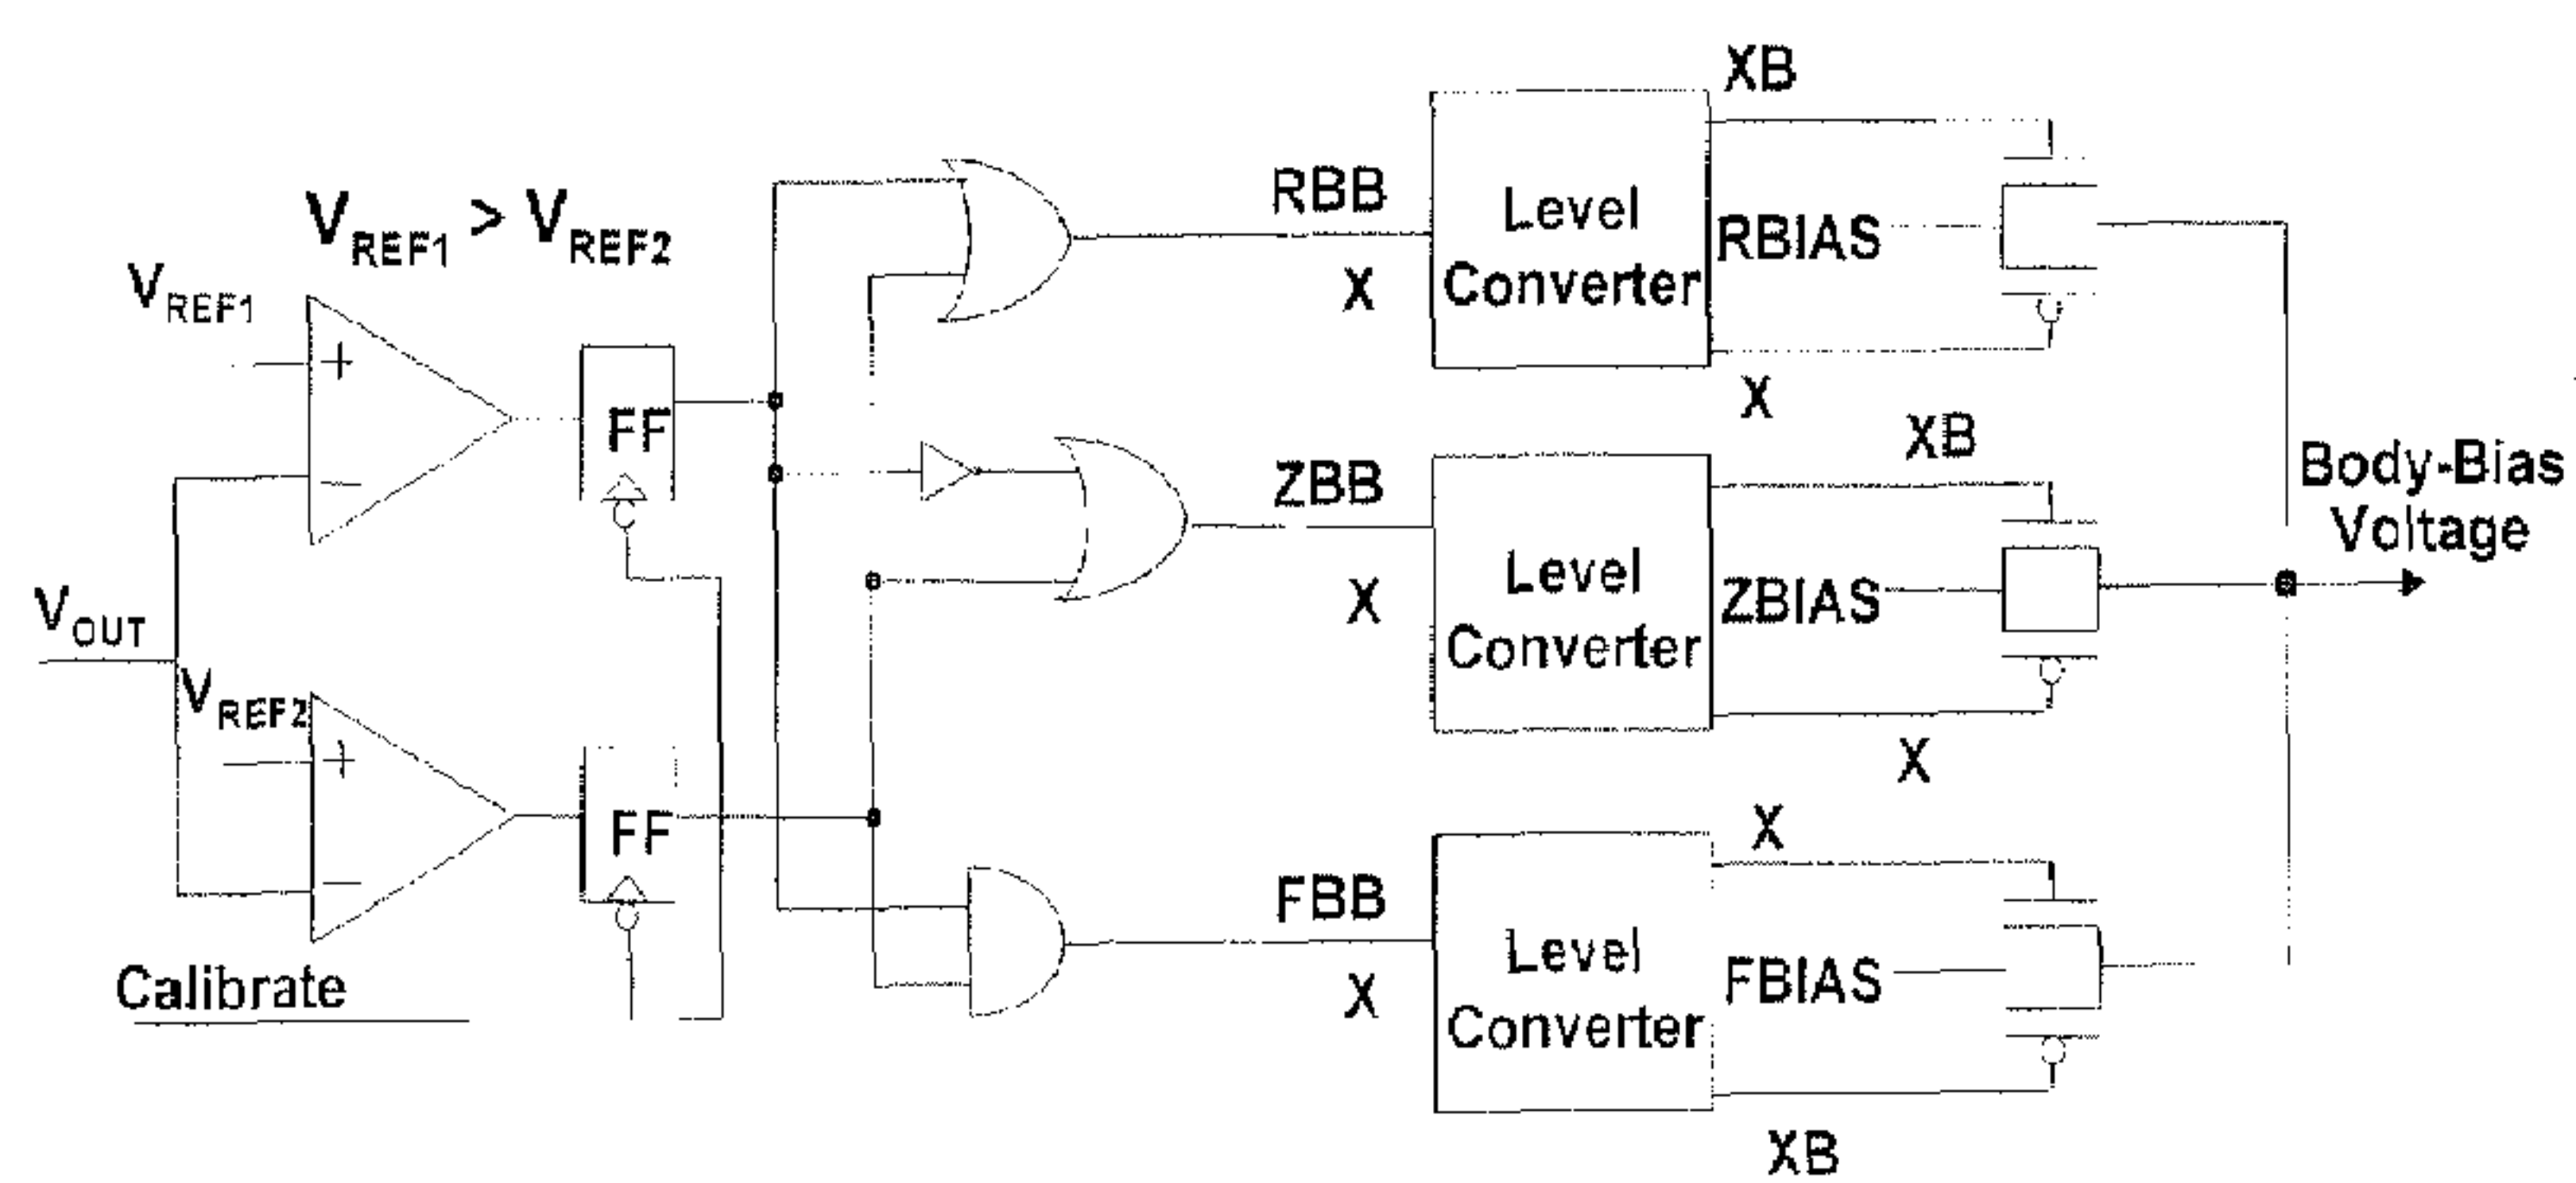 V_REF1 > V_REF2
V_REF1
+
−
FF
V_OUT
V_REF2
+
−
FF
Calibrate
RBB
X
Level
Converter
XB
RBIAS
X
ZBB
X
Level
Converter
XB
ZBIAS
X
FBB
X
Level
Converter
X
FBIAS
XB
Body-Bias
Voltage